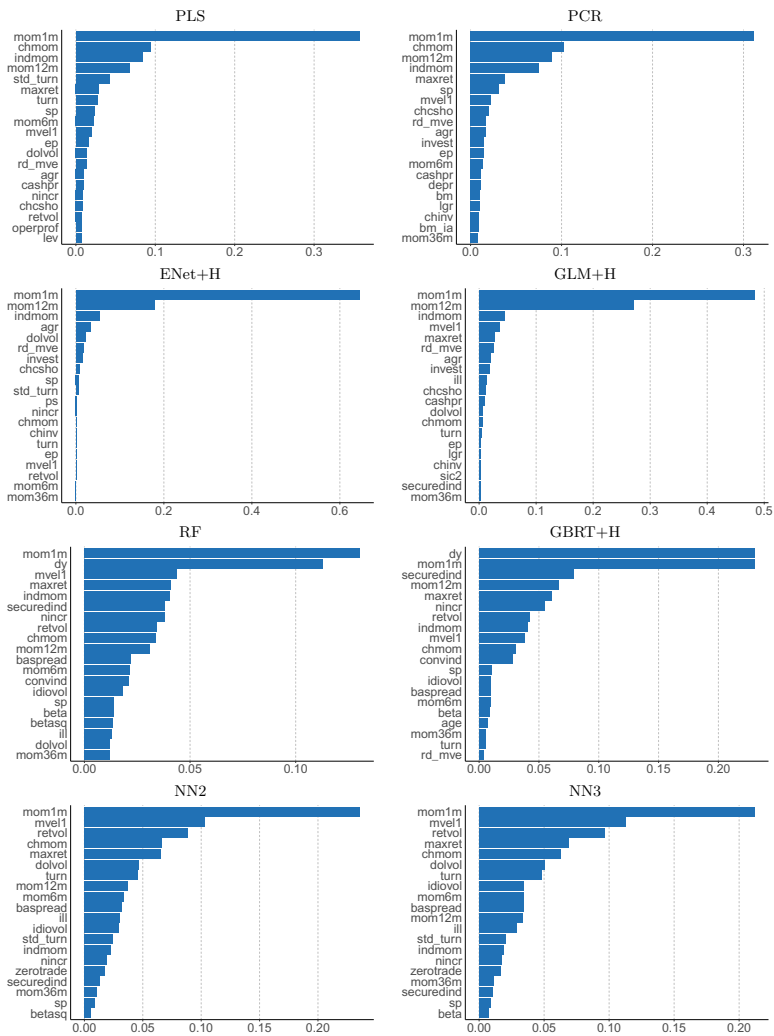 PLS
mom1m
chmom
indmom
mom12m
std_turn
maxret
turn
sp
mom6m
mvel1
ep
dolvol
rd_mve
agr
cashpr
nincr
chcsho
retvol
operprof
lev
0.0 0.1 0.2 0.3
PCR
mom1m
chmom
mom12m
indmom
maxret
sp
mvel1
chcsho
rd_mve
agr
invest
ep
mom6m
cashpr
depr
bm
lgr
chinv
bm_ia
mom36m
0.0 0.1 0.2 0.3
ENet+H
mom1m
mom12m
indmom
agr
dolvol
rd_mve
invest
chcsho
sp
std_turn
ps
nincr
chmom
chinv
turn
ep
mvel1
retvol
mom6m
mom36m
0.0 0.2 0.4 0.6
GLM+H
mom1m
mom12m
indmom
mvel1
maxret
rd_mve
agr
invest
ill
chcsho
cashpr
dolvol
chmom
turn
ep
lgr
chinv
sic2
securedind
mom36m
0.0 0.1 0.2 0.3 0.4 0.5
RF
mom1m
dy
mvel1
maxret
indmom
securedind
nincr
retvol
chmom
mom12m
baspread
mom6m
convind
idiovol
sp
beta
betasq
ill
dolvol
mom36m
0.00 0.05 0.10
GBRT+H
dy
mom1m
securedind
mom12m
maxret
nincr
retvol
indmom
mvel1
chmom
convind
sp
idiovol
baspread
mom6m
beta
age
mom36m
turn
rd_mve
0.00 0.05 0.10 0.15 0.20
NN2
mom1m
mvel1
retvol
chmom
maxret
dolvol
turn
mom12m
mom6m
baspread
ill
idiovol
std_turn
indmom
nincr
zerotrade
securedind
mom36m
sp
betasq
0.00 0.05 0.10 0.15 0.20
NN3
mom1m
mvel1
retvol
maxret
chmom
dolvol
turn
idiovol
mom6m
baspread
mom12m
ill
std_turn
indmom
nincr
zerotrade
mom36m
securedind
sp
beta
0.00 0.05 0.10 0.15 0.20